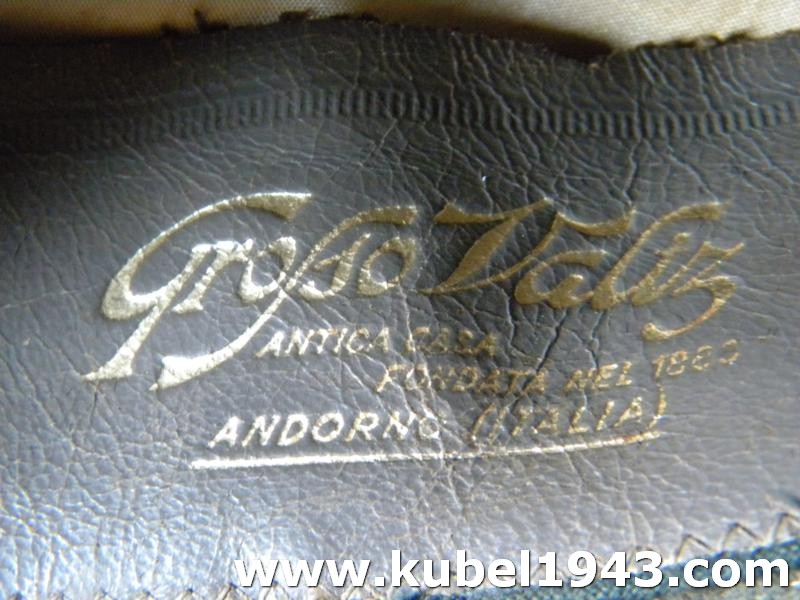 Grosso Valiz
ANTICA CASA
FONDATA NEL
ANDORNO (ITALIA)
www.kubel1943.com